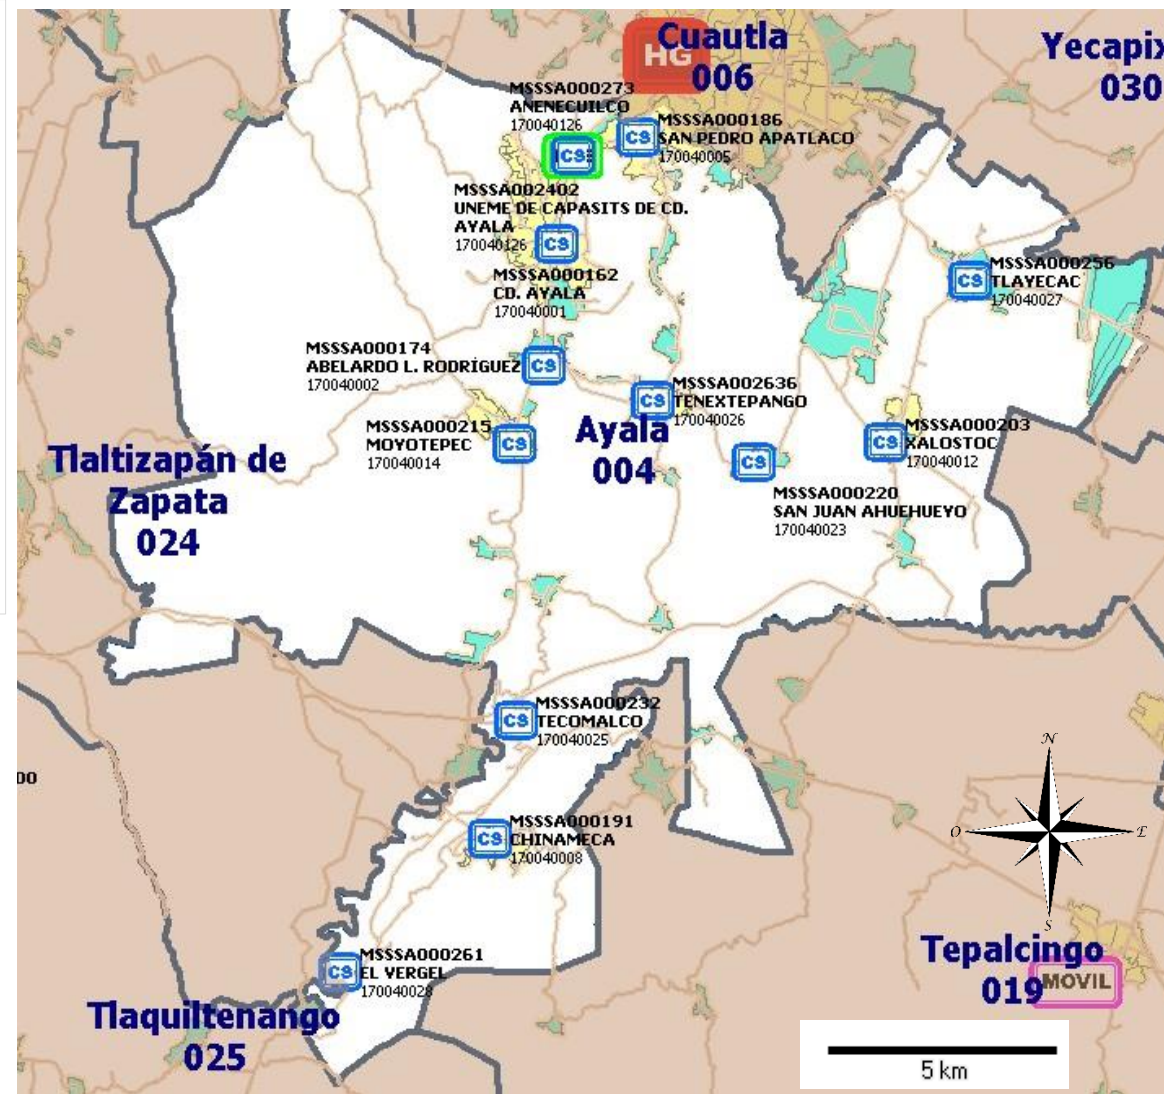 Cuautla
HG
006
Yecapix
030
MSSSA000273
ANENECUILCO
170040126
CS
MSSSA000186
SAN PEDRO APATLACO
170040005
CS
MSSSA002402
UNEME DE CAPASITS DE CD.
AYALA
170040126
CS
MSSSA000162
CD. AYALA
170040001
CS
MSSSA000256
TLAYECAC
170040027
MSSSA000174
ABELARDO L. RODRÍGUEZ
170040002
CS
CS
MSSSA002636
TENEXTEPANGO
170040026
MSSSA000215
MOYOTEPEC
170040014
CS
Ayala
004
CS
MSSSA000203
XALOSTOC
170040012
CS
MSSSA000220
SAN JUAN AHUEHUEYO
170040023
Tlaltizapán de
Zapata
024
CS
MSSSA000232
TECOMALCO
170040025
N
O
E
S
DO
CS
MSSSA000191
CHINAMECA
170040008
CS
MSSSA000261
EL VERGEL
170040028
Tepalcingo
019
MOVIL
Tlaquiltenango
025
5 km